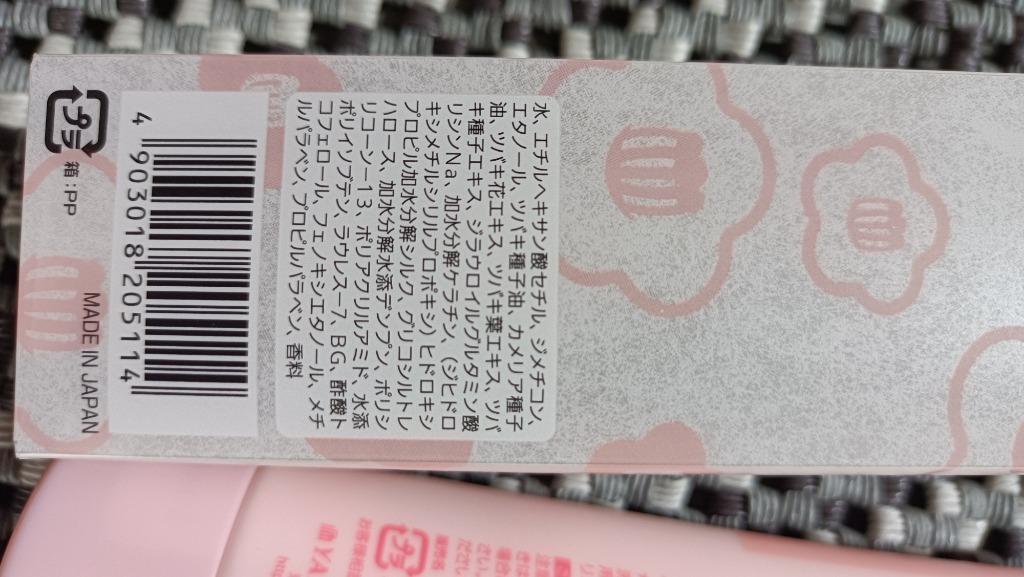 水、エチルヘキサン酸セチル、ジメチコン、
エタノール、ツバキ種子油、カメリア種子
油、ツバキ花エキス、ツバキ葉エキス、ツバ
キ種子エキス、ジラウロイルグルタミン酸
リシンNa、加水分解ケラチン、(ジヒドロ
キシメチルシリルプロポキシ)ヒドロキシ
プロピル加水分解シルク、グリコシルトレ
ハロース、加水分解水添デンプン、ポリシ
リコーン-13、ポリアクリルアミド、水添
ポリイソブテン、ラウレス-7、BG、酢酸ト
コフェロール、フェノキシエタノール、メチ
ルパラベン、プロピルパラベン、香料
4 903018 205114
MADE IN JAPAN
プラ
箱:PP
プラ